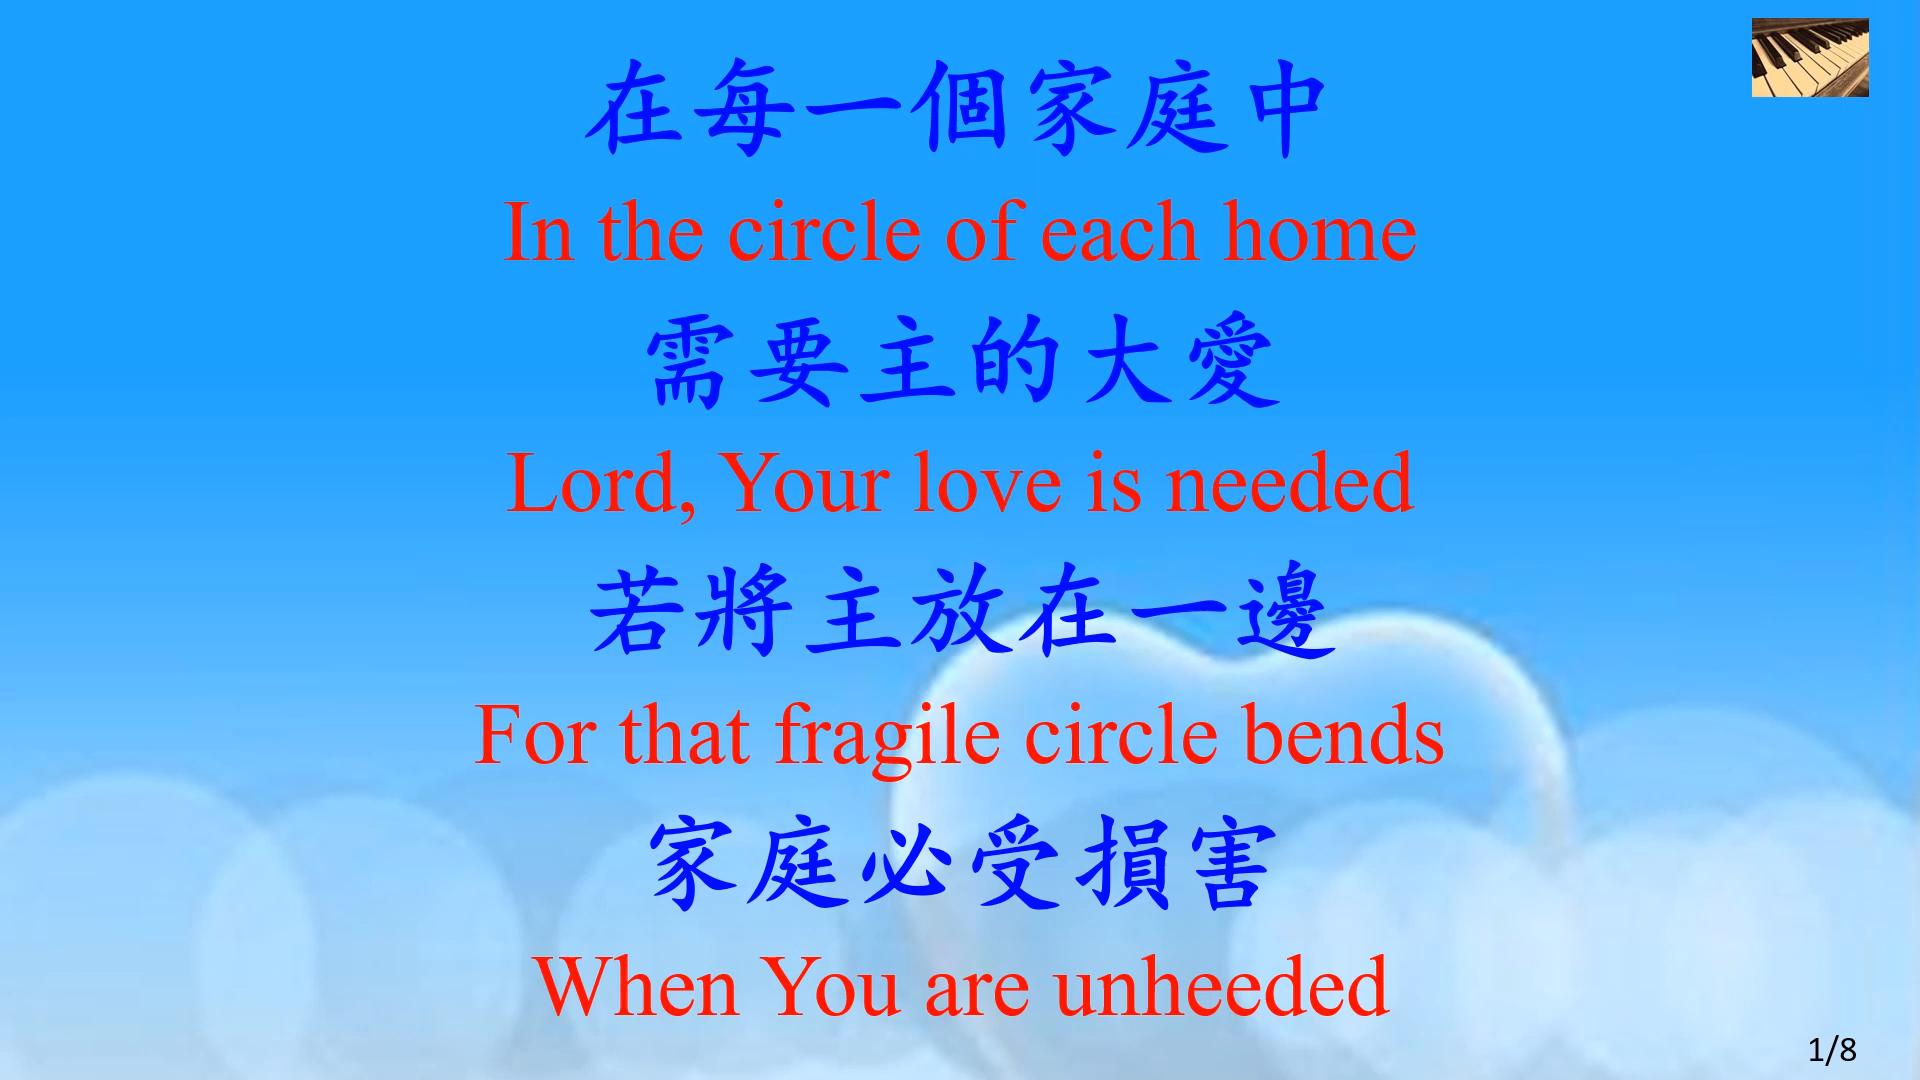 在每一個家庭中
In the circle of each home
需要主的大愛
Lord, Your love is needed
若將主放在一邊
For that fragile circle bends
家庭必受損害
When You are unheeded
1/8